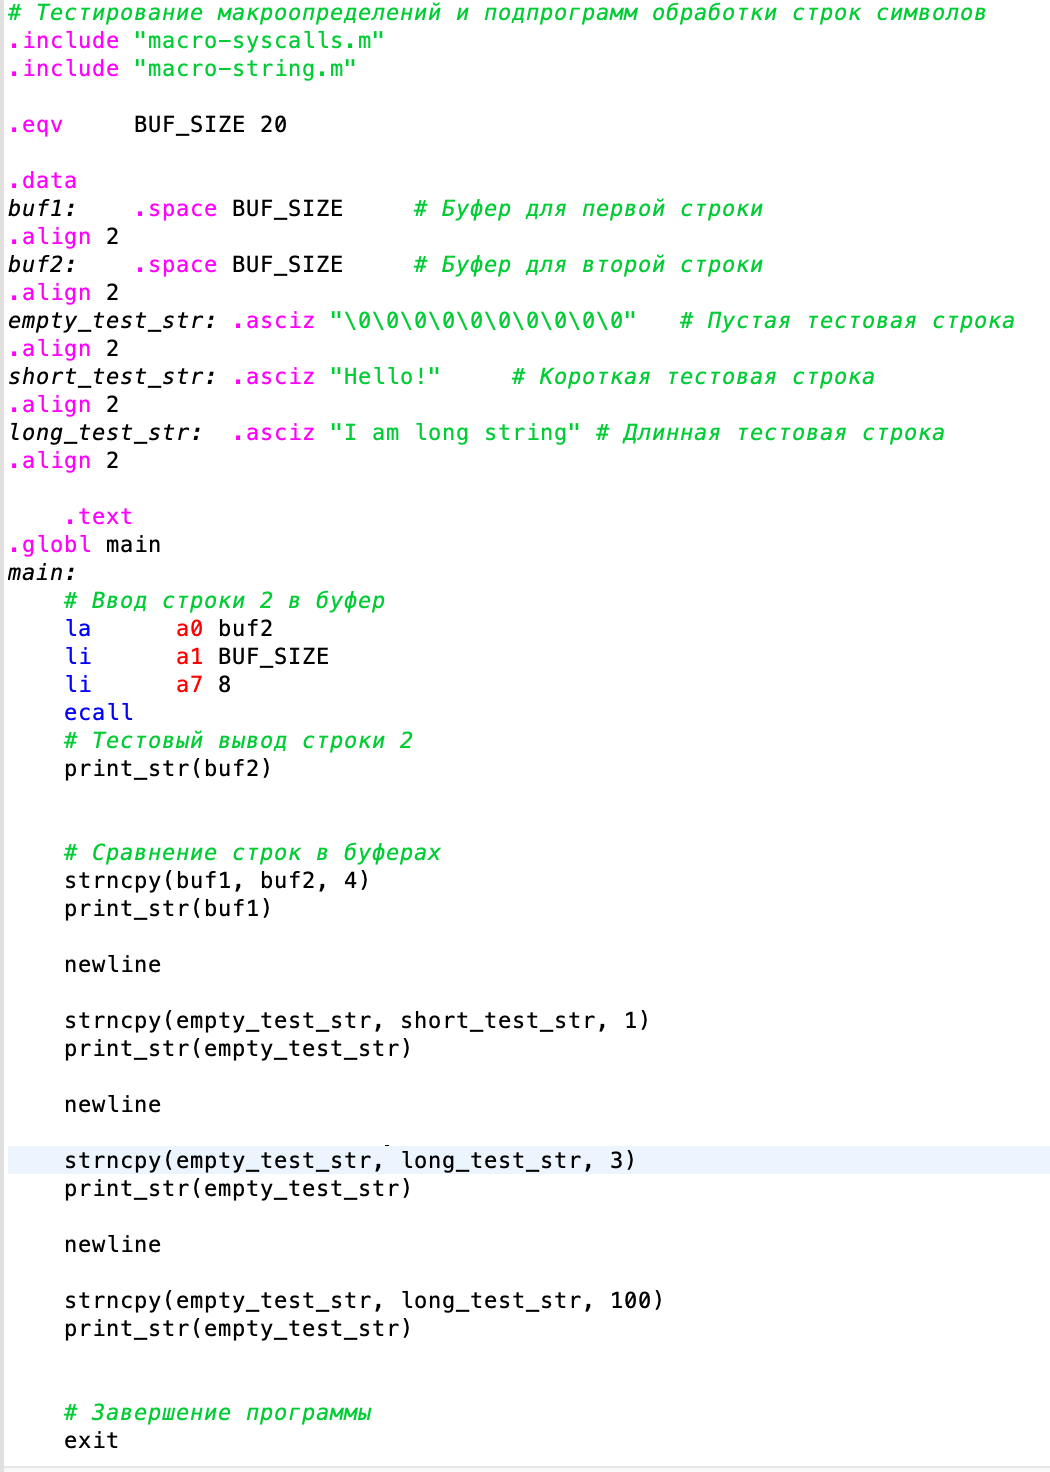 # Тестирование макроопределений и подпрограмм обработки строк символов
.include "macro-syscalls.m"
.include "macro-string.m"
.eqv     BUF_SIZE 20
.data
buf1:    .space BUF_SIZE     # Буфер для первой строки
.align 2
buf2:    .space BUF_SIZE     # Буфер для второй строки
.align 2
empty_test_str: .asciz "\0\0\0\0\0\0\0\0\0\0"   # Пустая тестовая строка
.align 2
short_test_str: .asciz "Hello!"     # Короткая тестовая строка
.align 2
long_test_str:  .asciz "I am long string" # Длинная тестовая строка
.align 2
    .text
.globl main
main:
    # Ввод строки 2 в буфер
    la      a0 buf2
    li      a1 BUF_SIZE
    li      a7 8
    ecall
    # Тестовый вывод строки 2
    print_str(buf2)
    # Сравнение строк в буферах
    strncpy(buf1, buf2, 4)
    print_str(buf1)
    newline
    strncpy(empty_test_str, short_test_str, 1)
    print_str(empty_test_str)
    newline
    strncpy(empty_test_str, long_test_str, 3)
    print_str(empty_test_str)
    newline
    strncpy(empty_test_str, long_test_str, 100)
    print_str(empty_test_str)
    # Завершение программы
    exit